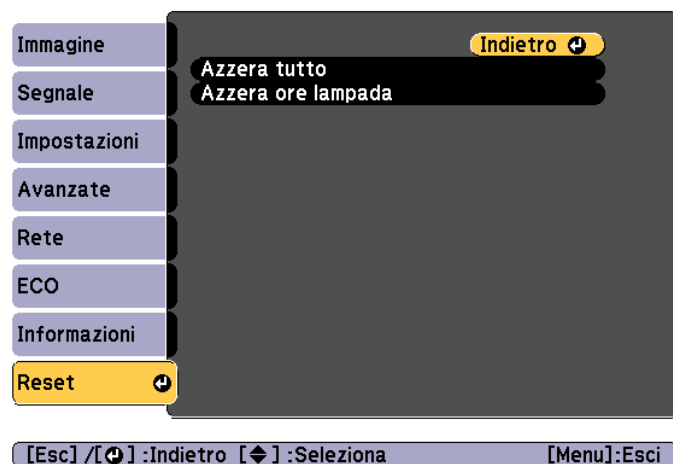 Immagine
Segnale
Impostazioni
Avanzate
Rete
ECO
Informazioni
Reset
Indietro
Azzera tutto
Azzera ore lampada
[Esc] /[ ] :Indietro [ ] :Seleziona [Menu]:Esci